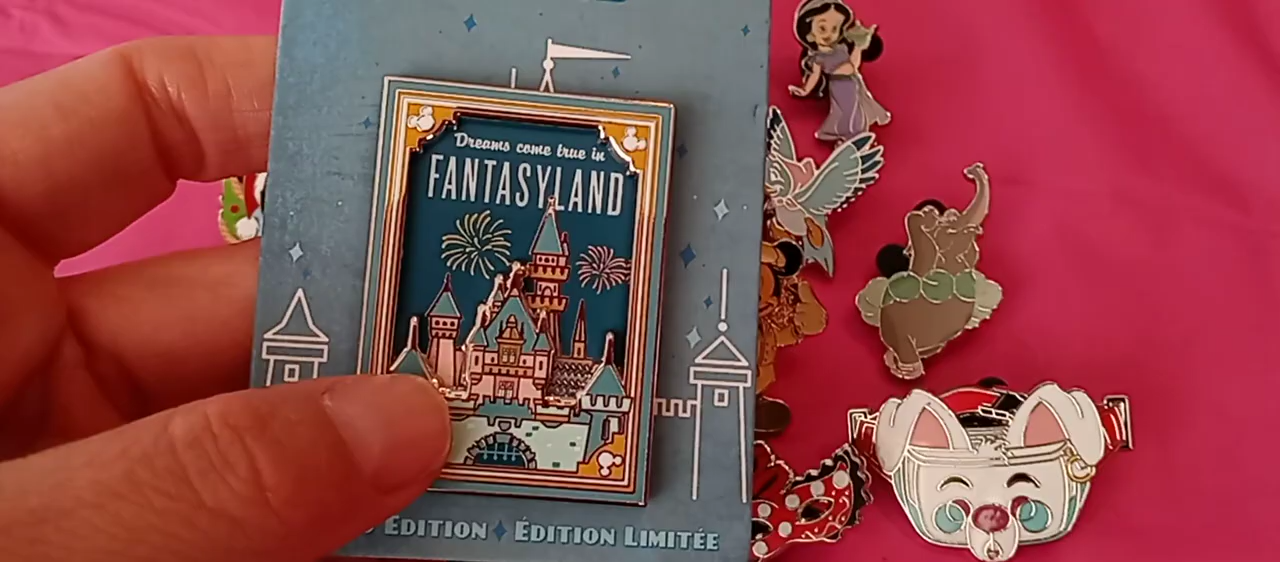 Dreams come true in
FANTASYLAND
EDITION ✦ ÉDITION LIMITÉE